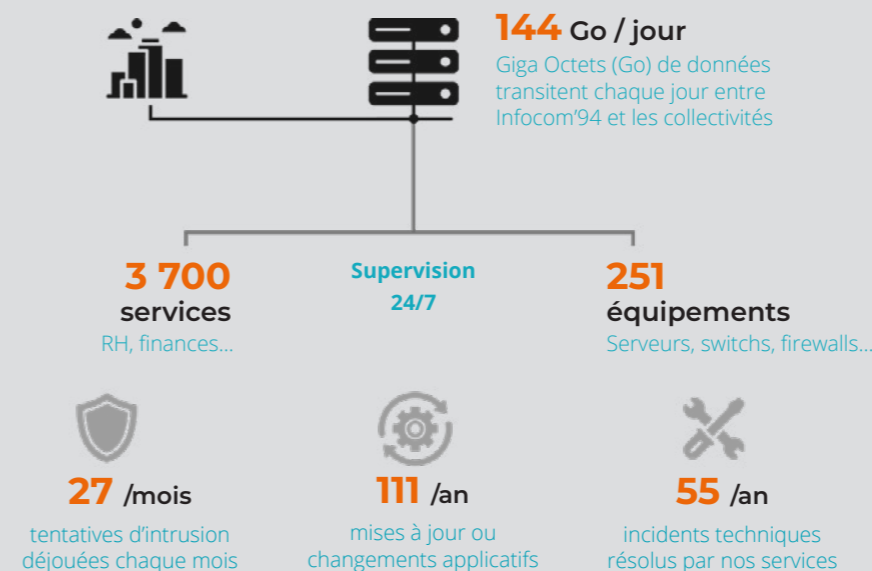 144 Go / jour
Giga Octets (Go) de données
transitent chaque jour entre
Infocom'94 et les collectivités
3 700
services
RH, finances...
Supervision
24/7
251
équipements
Serveurs, switchs, firewalls...
27 /mois
tentatives d'intrusion
déjouées chaque mois
111 /an
mises à jour ou
changements applicatifs
55 /an
incidents techniques
résolus par nos services